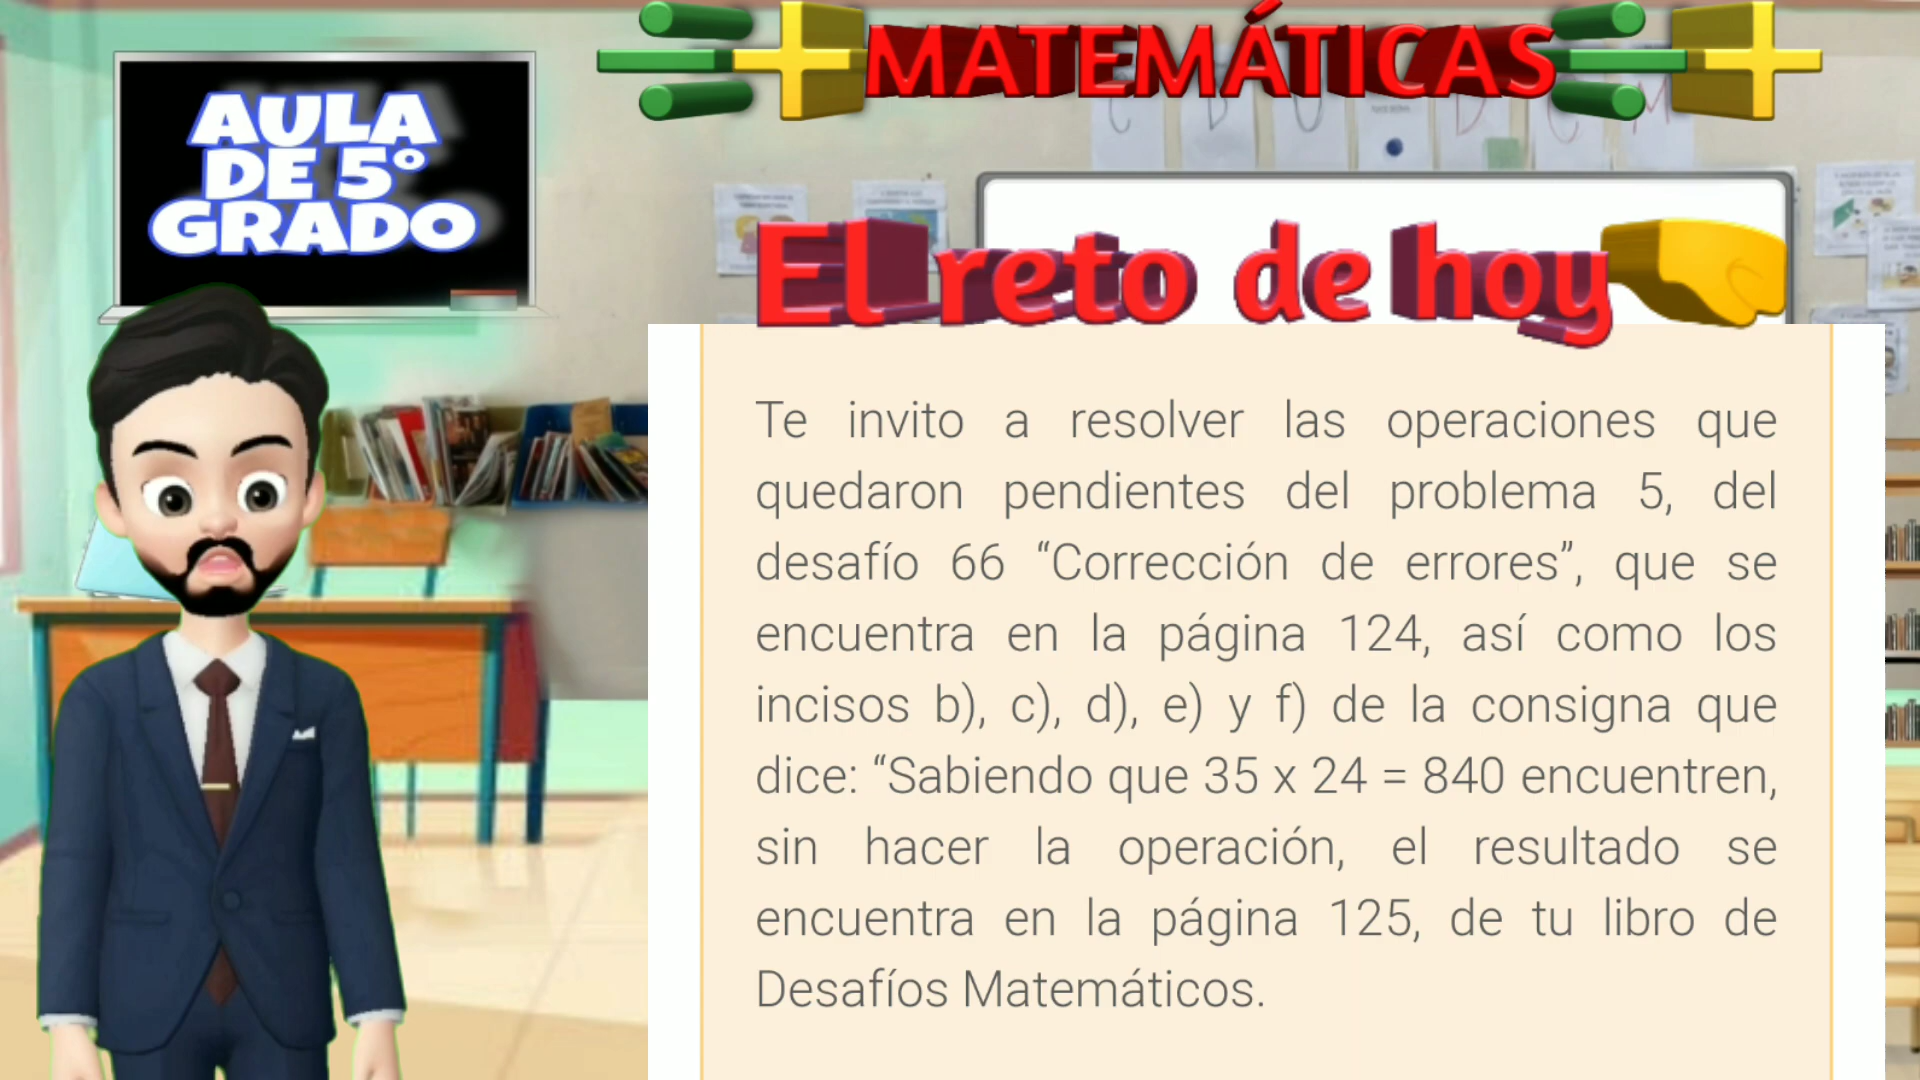 MATEMÁTICAS
AULA
DE 5°
GRADO
El reto de hoy
Te invito a resolver las operaciones que
quedaron pendientes del problema 5, del
desafío 66 “Corrección de errores”, que se
encuentra en la página 124, así como los
incisos b), c), d), e) y f) de la consigna que
dice: “Sabiendo que 35 x 24 = 840 encuentren,
sin hacer la operación, el resultado se
encuentra en la página 125, de tu libro de
Desafíos Matemáticos.